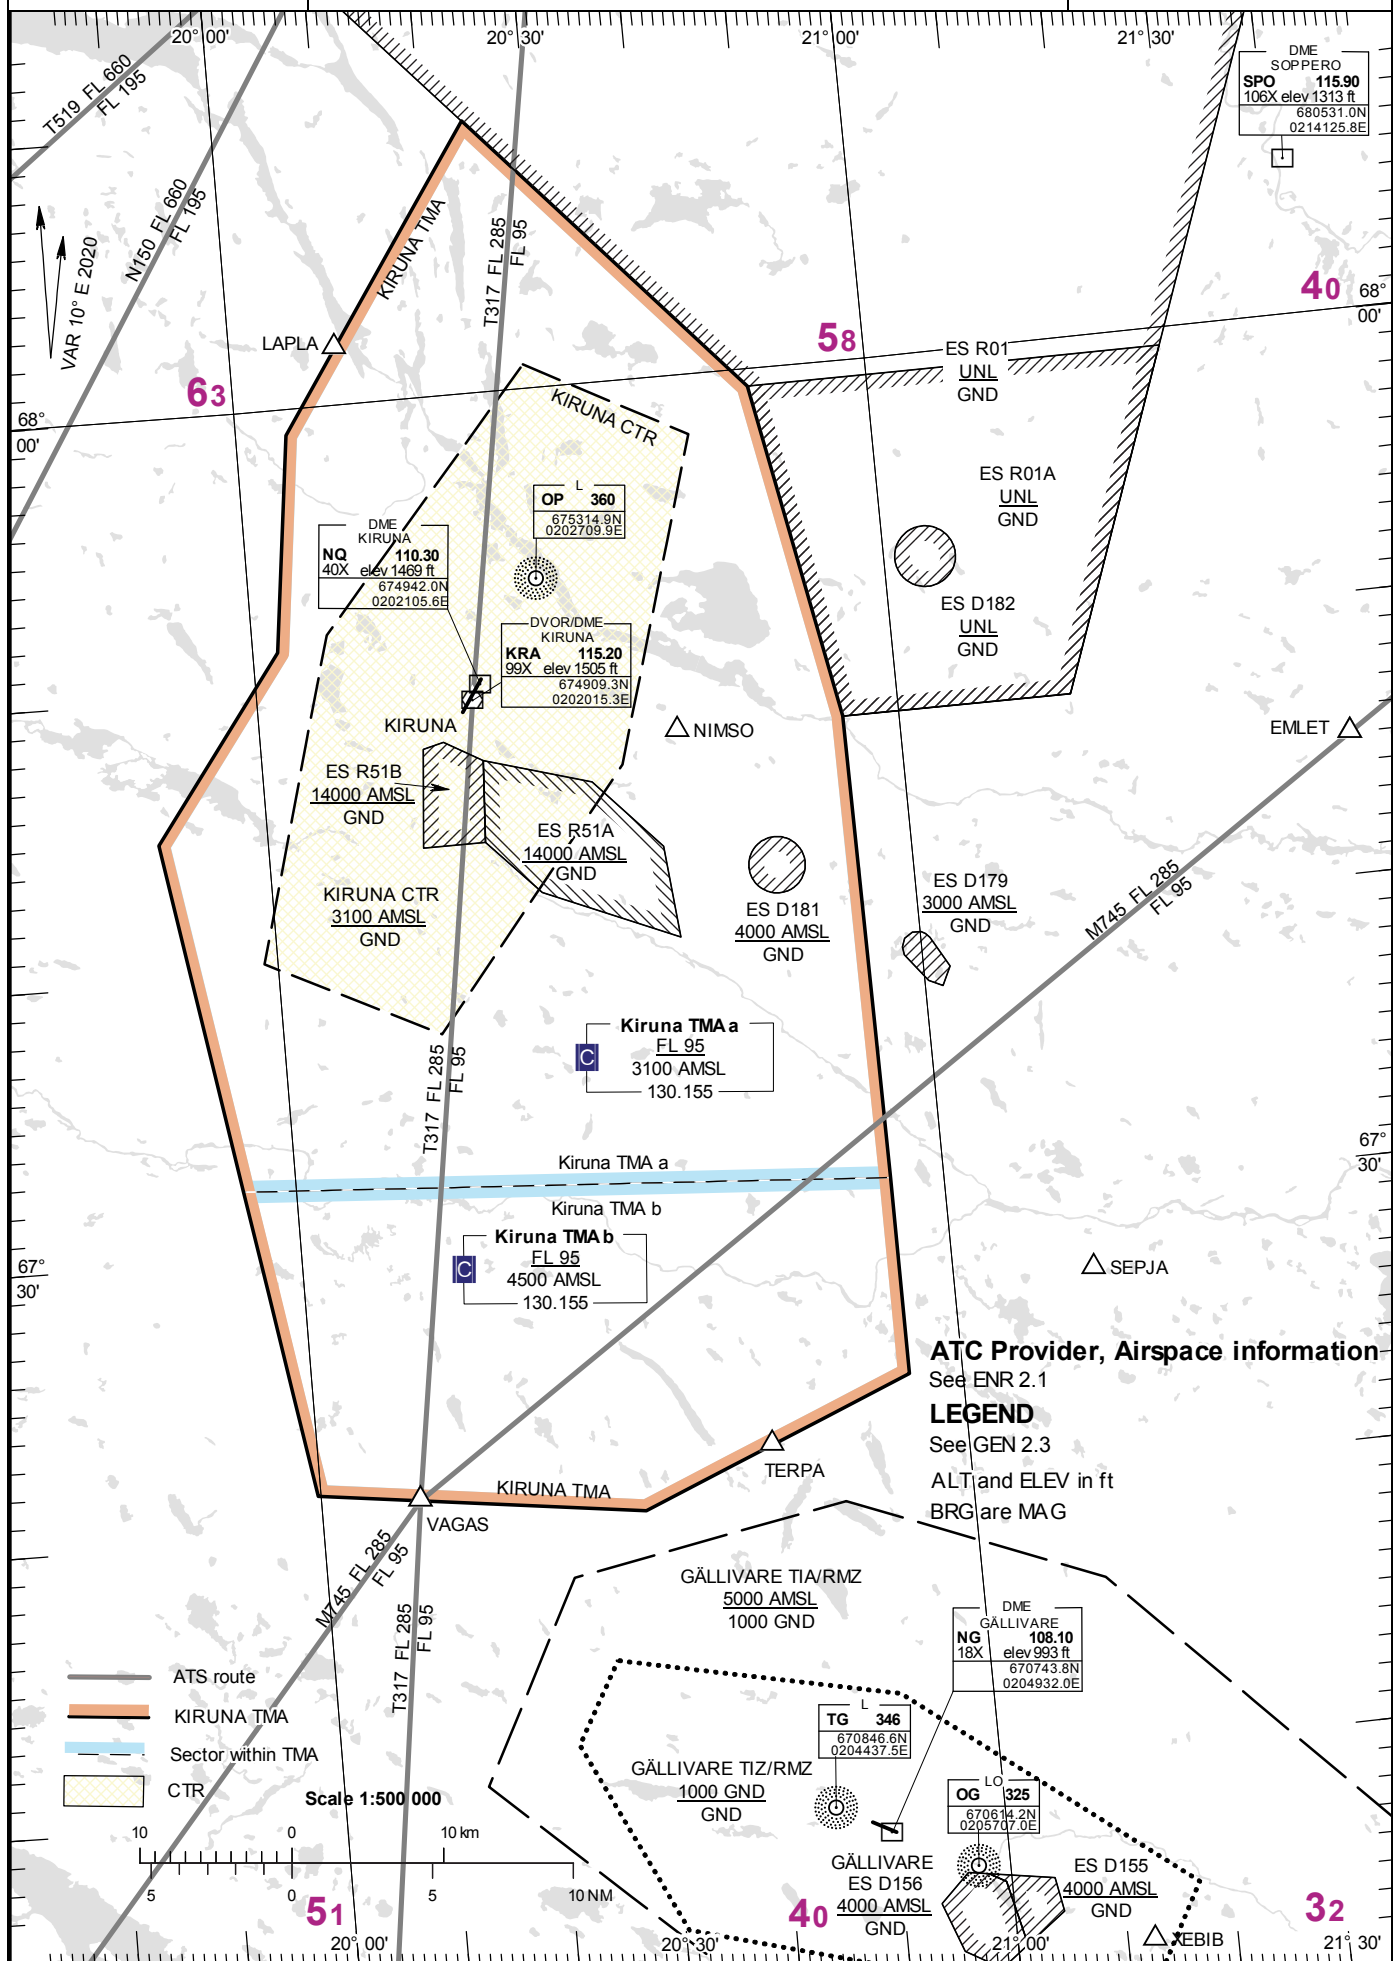 20° 00'
20° 30'
21° 00'
21° 30'
T519 FL 660
FL 195
N150 FL 660
FL 195
VAR 10° E 2020
KIRUNA TMA
T317 FL 285
FL 95
DME
SOPPERO
SPO 115.90
106X elev 1313 ft
680531.0N
0214125.8E
40
68°
00'
58
LAPLA
63
68°
00'
ES R01
UNL
GND
KIRUNA CTR
ES R01A
UNL
GND
L
OP 360
675314.9N
0202709.9E
DME
KIRUNA
NQ 110.30
40X elev 1469 ft
674942.0N
0202105.6E
ES D182
UNL
GND
DVOR/DME
KIRUNA
KRA 115.20
99X elev 1505 ft
674909.3N
0202015.3E
KIRUNA
NIMSO
EMLET
ES R51B
14000 AMSL
GND
ES R51A
14000 AMSL
GND
KIRUNA CTR
3100 AMSL
GND
ES D181
4000 AMSL
GND
ES D179
3000 AMSL
GND
M745 FL 285
FL 95
Kiruna TMA a
C
FL 95
3100 AMSL
130.155
T317 FL 285
FL 95
67°
30'
Kiruna TMA a
Kiruna TMA b
Kiruna TMA b
C
FL 95
4500 AMSL
130.155
67°
30'
SEPJA
ATC Provider, Airspace information
See ENR 2.1
LEGEND
See GEN 2.3
ALT and ELEV in ft
BRG are MAG
TERPA
KIRUNA TMA
VAGAS
M745 FL 285
FL 95
T317 FL 285
FL 95
GÄLLIVARE TIA/RMZ
5000 AMSL
1000 GND
DME
GÄLLIVARE
NG 108.10
18X elev 993 ft
670743.8N
0204932.0E
ATS route
KIRUNA TMA
Sector within TMA
CTR
Scale 1:500 000
10 0 10 km
5 0 5 10 NM
L
TG 346
670846.6N
0204437.5E
GÄLLIVARE TIZ/RMZ
1000 GND
GND
LO
OG 325
670614.2N
0205707.0E
GÄLLIVARE
ES D156
4000 AMSL
GND
ES D155
4000 AMSL
GND
51
40
32
XEBIB
20° 00'
20° 30'
21° 00'
21° 30'